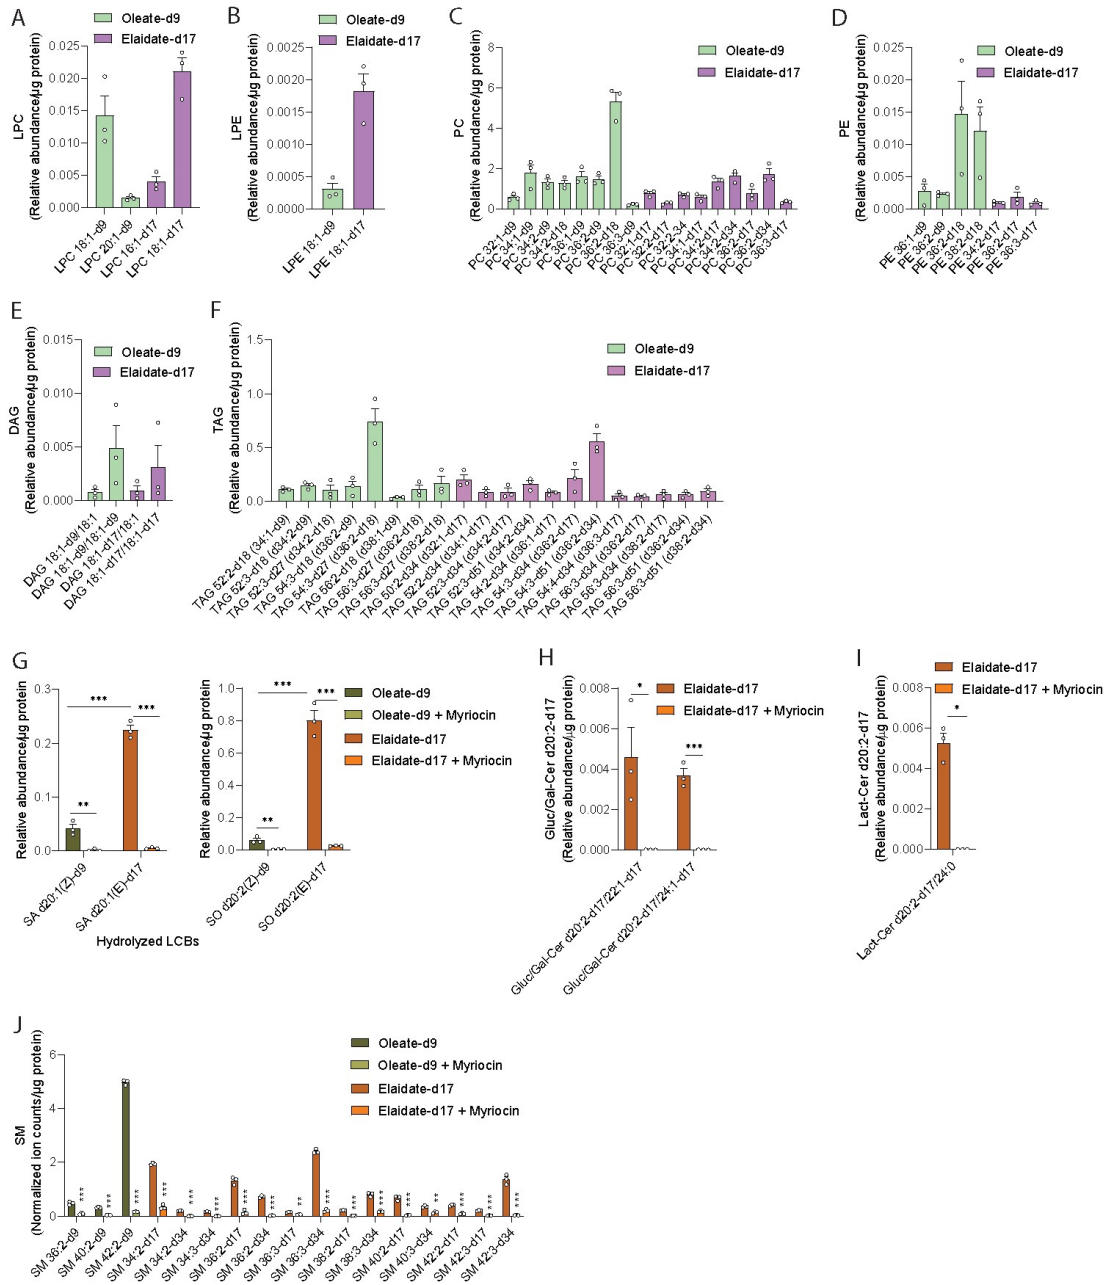 A
Oleate-d9
Elaidate-d17
LPC
(Relative abundance/µg protein)
0.025
0.020
0.015
0.010
0.005
0.000
LPC 18:1-d9
LPC 20:1-d9
LPC 16:1-d17
LPC 18:1-d17
B
Oleate-d9
Elaidate-d17
LPE
(Relative abundance/µg protein)
0.0025
0.0020
0.0015
0.0010
0.0005
0.0000
LPE 18:1-d9
LPE 18:1-d17
C
Oleate-d9
Elaidate-d17
PC
(Relative abundance/µg protein)
8
6
4
2
0
PC 32:1-d9
PC 34:1-d9
PC 34:2-d9
PC 34:2-d18
PC 36:1-d9
PC 36:2-d9
PC 36:2-d18
PC 36:3-d9
PC 32:1-d17
PC 32:2-d17
PC 32:2-34
PC 34:1-d17
PC 34:2-d17
PC 34:2-d34
PC 36:2-d17
PC 36:2-d34
PC 36:3-d17
D
Oleate-d9
Elaidate-d17
PE
(Relative abundance/µg protein)
0.025
0.020
0.015
0.010
0.005
0.000
PE 36:1-d9
PE 36:2-d9
PE 36:2-d18
PE 38:2-d18
PE 34:2-d17
PE 36:2-d17
PE 36:3-d17
E
Oleate-d9
Elaidate-d17
DAG
(Relative abundance/µg protein)
0.015
0.010
0.005
0.000
DAG 18:1-d9/18:1
DAG 18:1-d9/18:1-d9
DAG 18:1-d17/18:1
DAG 18:1-d17/18:1-d17
F
Oleate-d9
Elaidate-d17
TAG
(Relative abundance/µg protein)
1.5
1.0
0.5
0.0
TAG 52:2-d18 (34:1-d9)
TAG 52:3-d18 (d34:2-d9)
TAG 52:3-d27 (d34:2-d18)
TAG 54:3-d18 (d36:2-d9)
TAG 54:3-d27 (d36:2-d18)
TAG 56:2-d18 (d38:1-d9)
TAG 56:3-d27 (d36:2-d18)
TAG 56:3-d27 (d38:2-d18)
TAG 50:2-d34 (d32:1-d17)
TAG 52:2-d34 (d34:1-d17)
TAG 52:3-d34 (d34:2-d17)
TAG 52:3-d51 (d34:2-d34)
TAG 54:2-d34 (d36:1-d17)
TAG 54:3-d34 (d36:2-d17)
TAG 54:3-d51 (d36:2-d34)
TAG 54:4-d34 (d36:3-d17)
TAG 56:3-d34 (d36:2-d17)
TAG 56:3-d34 (d38:2-d17)
TAG 56:3-d51 (d36:2-d34)
TAG 56:3-d51 (d38:2-d34)
G
Relative abundance/µg protein)
0.3
0.2
0.1
0.0
***
***
**
SA d20:1(Z)-d9
SA d20:1(E)-d17
Hydrolyzed LCBs
Relative abundance/µg protein)
1.0
0.8
0.6
0.4
0.2
0.0
***
***
**
SO d20:2(Z)-d9
SO d20:2(E)-d17
Oleate-d9
Oleate-d9 + Myriocin
Elaidate-d17
Elaidate-d17 + Myriocin
H
Elaidate-d17
Elaidate-d17 + Myriocin
Gluc/Gal-Cer d20:2-d17
(Relative abundance/µg protein)
0.008
0.006
0.004
0.002
0.000
*
***
Gluc/Gal-Cer d20:2-d17/22:1-d17
Gluc/Gal-Cer d20:2-d17/24:1-d17
I
Elaidate-d17
Elaidate-d17 + Myriocin
Lact-Cer d20:2-d17
(Relative abundance/µg protein)
0.008
0.006
0.004
0.002
0.000
*
Lact-Cer d20:2-d17/24:0
J
Oleate-d9
Oleate-d9 + Myriocin
Elaidate-d17
Elaidate-d17 + Myriocin
SM
(Normalized ion counts/µg protein)
6
4
2
0
***
***
***
***
***
***
***
***
**
***
***
***
***
**
***
***
***
SM 36:2-d9
SM 40:2-d9
SM 42:2-d9
SM 34:2-d17
SM 34:2-d34
SM 34:3-d34
SM 36:2-d17
SM 36:2-d34
SM 36:3-d17
SM 36:3-d34
SM 38:2-d17
SM 38:3-d34
SM 40:2-d17
SM 40:3-d34
SM 42:2-d17
SM 42:3-d17
SM 42:3-d34